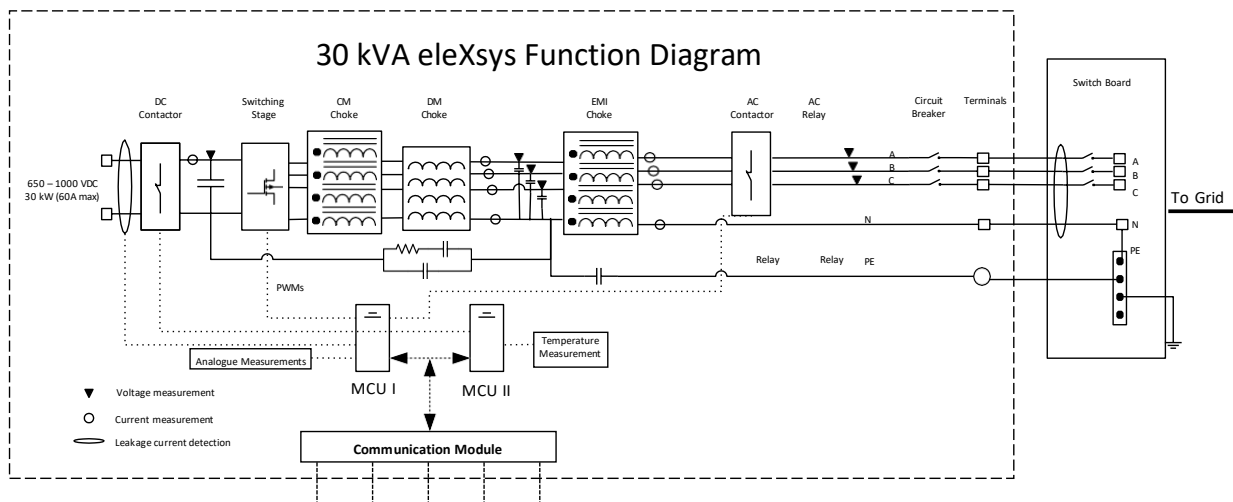 30 kVA eleXsys Function Diagram
DC
Contactor
Switching
Stage
CM
Choke
DM
Choke
EMI
Choke
AC
Contactor
AC
Relay
Circuit
Breaker
Terminals
Switch Board
650 – 1000 VDC
30 kW (60A max)
A
B
C
N
A
B
C
N
PE
To Grid
Relay
Relay
PE
PWMs
Analogue Measurements
Temperature
Measurement
MCU I
MCU II
Voltage measurement
Current measurement
Leakage current detection
Communication Module